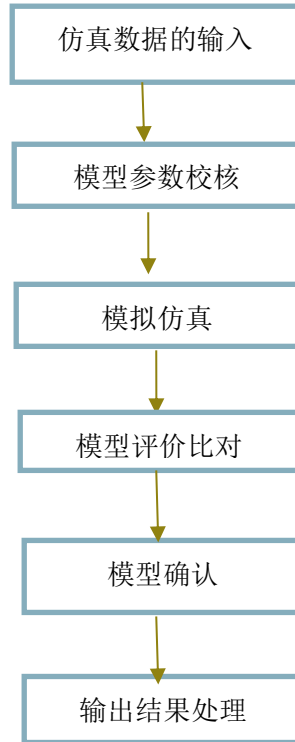 仿真数据的输入
模型参数校核
模拟仿真
模型评价比对
模型确认
输出结果处理